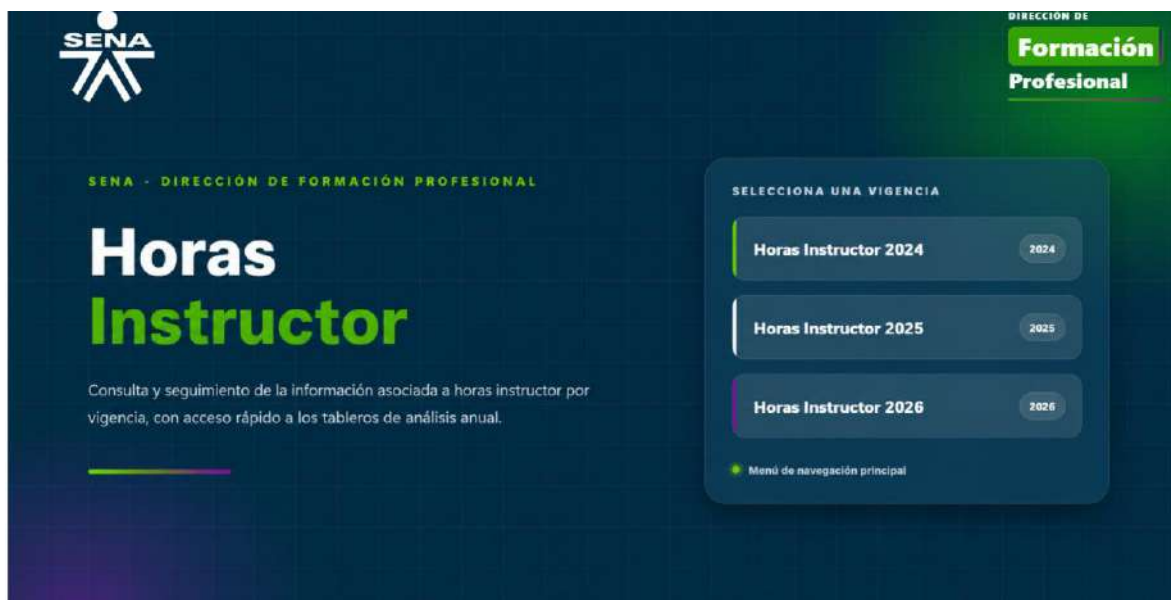 SENA
DIRECCIÓN DE
Formación
Profesional
SENA - DIRECCIÓN DE FORMACIÓN PROFESIONAL
Horas
Instructor
Consulta y seguimiento de la información asociada a horas instructor por
vigencia, con acceso rápido a los tableros de análisis anual.
SELECCIONA UNA VIGENCIA
Horas Instructor 2024 2024
Horas Instructor 2025 2025
Horas Instructor 2026 2026
Menú de navegación principal